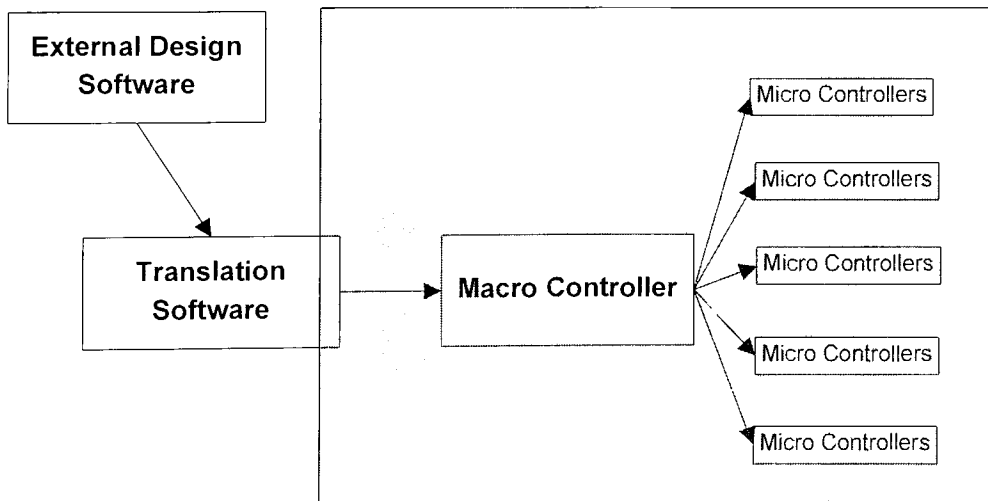 External Design
Software
Translation
Software
Macro Controller
Micro Controllers
Micro Controllers
Micro Controllers
Micro Controllers
Micro Controllers